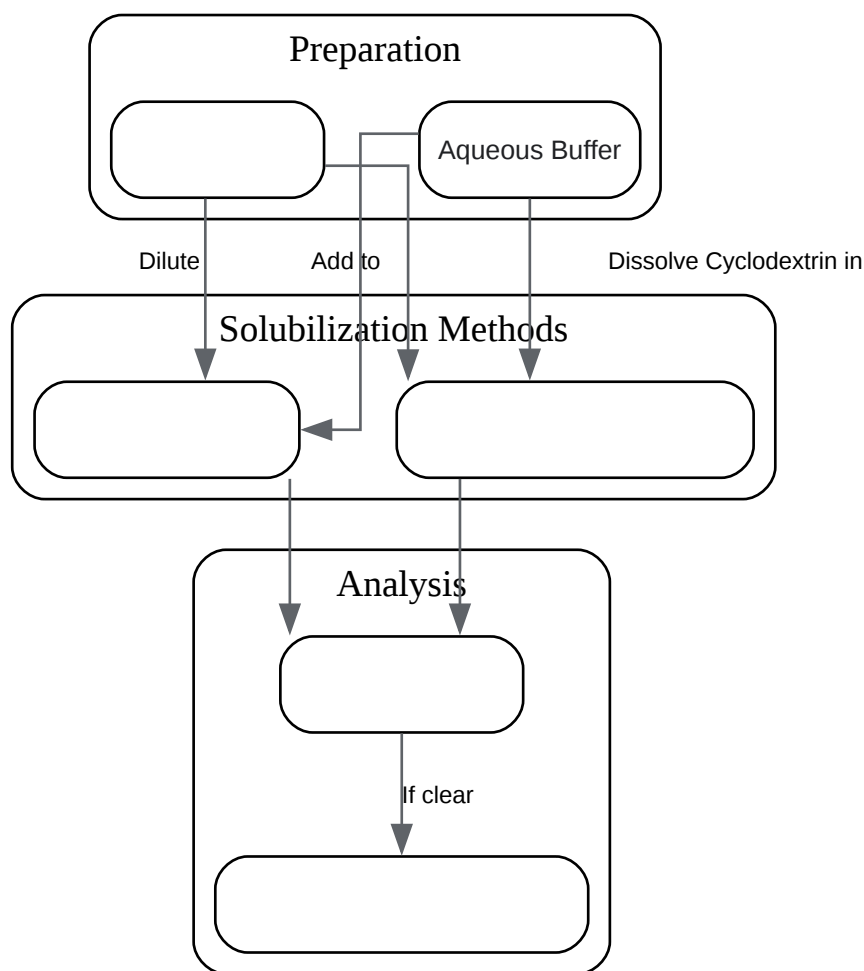 Preparation
Aqueous Buffer
Dilute
Add to
Dissolve Cyclodextrin in
Solubilization Methods
Analysis
If clear